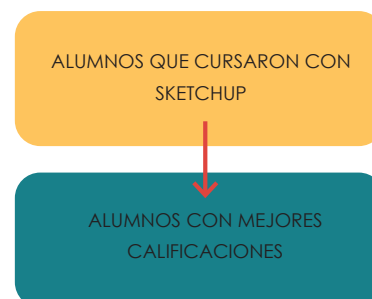 ALUMNOS QUE CURSARON CON
SKETCHUP
ALUMNOS CON MEJORES
CALIFICACIONES